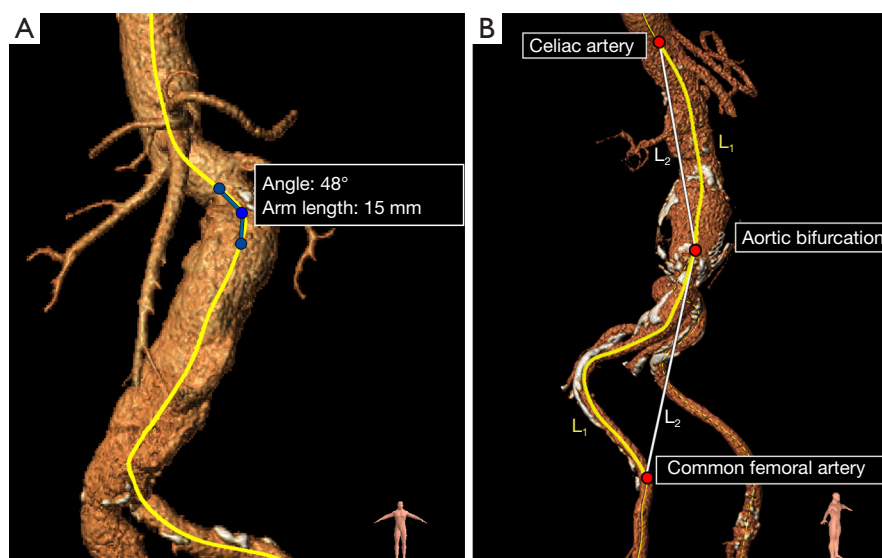 A
Angle: 48°
Arm length: 15 mm
B
Celiac artery
L₁
L₂
Aortic bifurcation
L₁
L₂
Common femoral artery